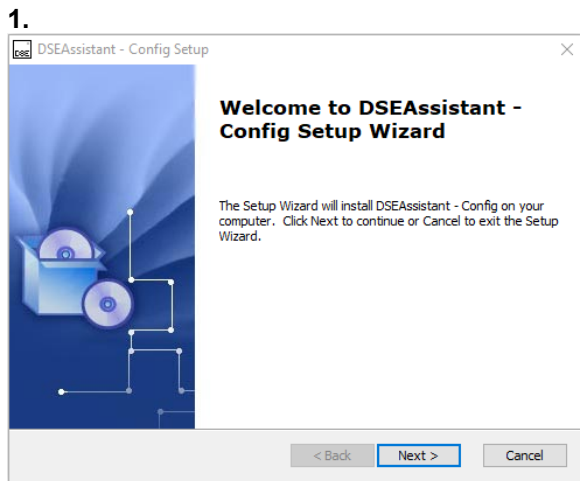 1.
DSE DSEAssistant - Config Setup
Welcome to DSEAssistant -
Config Setup Wizard
The Setup Wizard will install DSEAssistant - Config on your
computer. Click Next to continue or Cancel to exit the Setup
Wizard.
< Back Next > Cancel